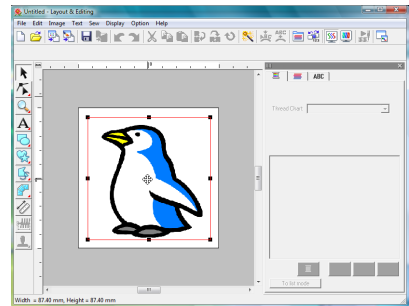 Untitled - Layout & Editing
File Edit Image Text Sew Display Option Help
ABC
Thread Chart
To list mode
Width = 87.40 mm, Height = 87.40 mm